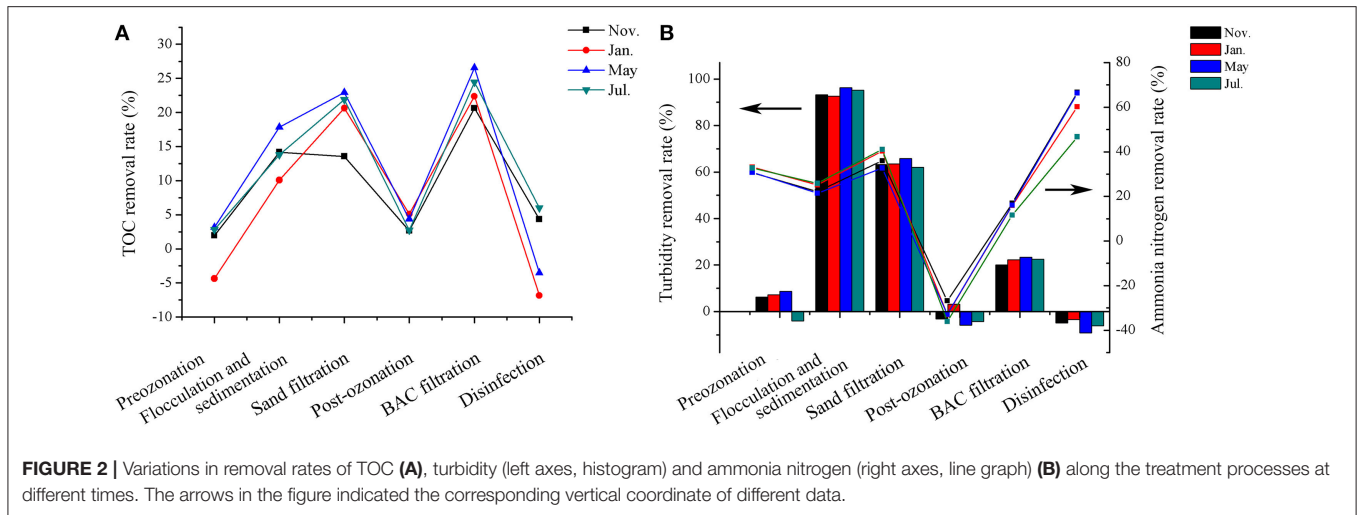 A
TOC removal rate (%)
30
25
20
15
10
5
0
-5
-10
Nov.
Jan.
May
Jul.
Preozonation
Flocculation and
sedimentation
Sand filtration
Post-ozonation
BAC filtration
Disinfection
B
Turbidity removal rate (%)
100
80
60
40
20
0
Nov.
Jan.
May
Jul.
80
60
40
20
0
-20
-40
Ammonia nitrogen removal rate (%)
Preozonation
Flocculation and
sedimentation
Sand filtration
Post-ozonation
BAC filtration
Disinfection
FIGURE 2 | Variations in removal rates of TOC (A), turbidity (left axes, histogram) and ammonia nitrogen (right axes, line graph) (B) along the treatment processes at
different times. The arrows in the figure indicated the corresponding vertical coordinate of different data.